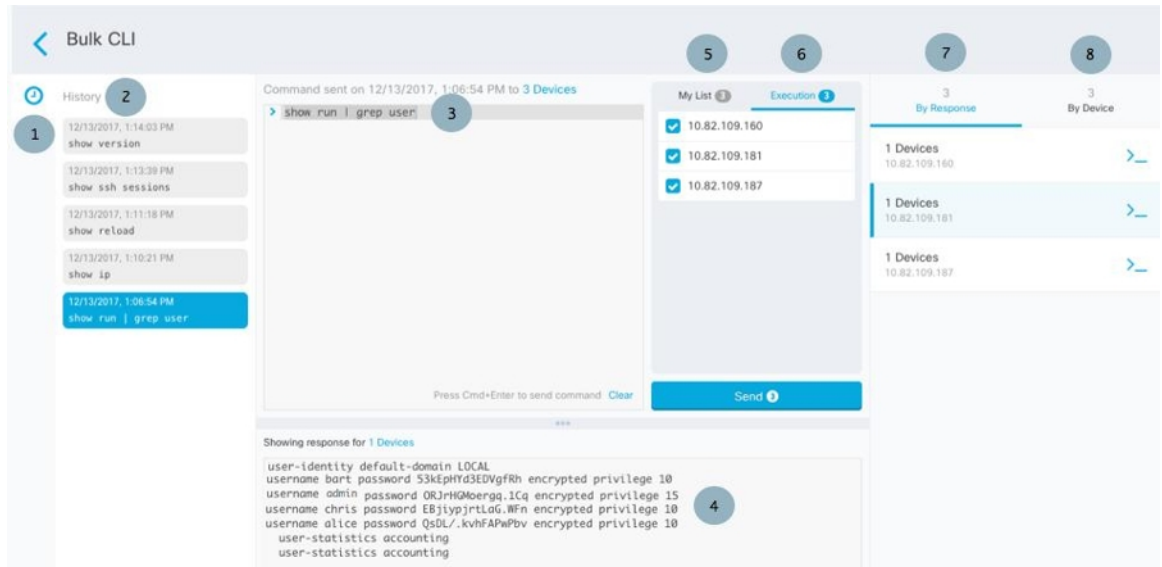 Bulk CLI
5
6
7
8
History
2
1
12/13/2017, 1:14:03 PM
show version
12/13/2017, 1:13:39 PM
show ssh sessions
12/13/2017, 1:11:18 PM
show reload
12/13/2017, 1:10:21 PM
show ip
12/13/2017, 1:06:54 PM
show run | grep user
Command sent on 12/13/2017, 1:06:54 PM to 3 Devices
> show run | grep user
3
Press Cmd+Enter to send command Clear
My List 3
Execution 3
10.82.109.160
10.82.109.181
10.82.109.187
Send 3
3
By Response
3
By Device
1 Devices
10.82.109.160
>_
1 Devices
10.82.109.181
>_
1 Devices
10.82.109.187
>_
Showing response for 1 Devices
user-identity default-domain LOCAL
username bart password 53kEpHYd3EDVgfRh encrypted privilege 10
username admin password ORJrHGMoergq.1Cq encrypted privilege 15
username chris password EBjiypjrtLaG.WFn encrypted privilege 10
username alice password QsDL/.kvhFAPwPbv encrypted privilege 10
user-statistics accounting
user-statistics accounting
4